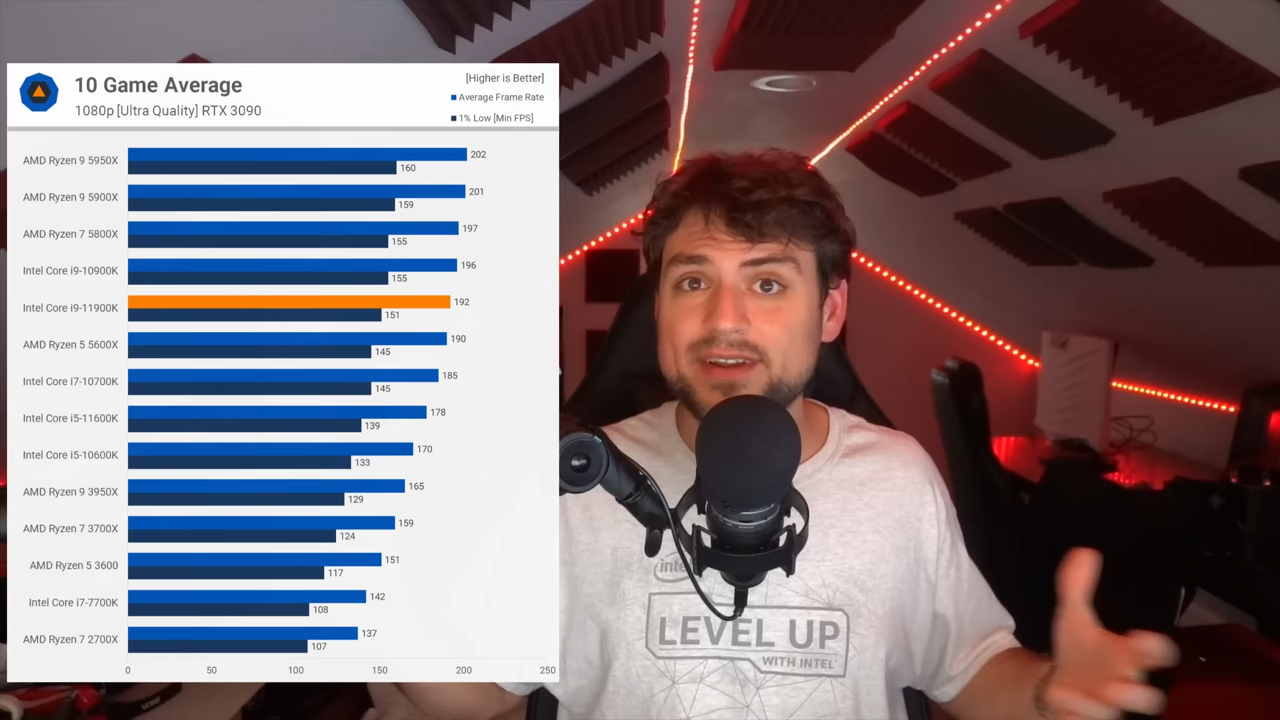 10 Game Average
1080p [Ultra Quality] RTX 3090
[Higher is Better]
Average Frame Rate
1% Low [Min FPS]
AMD Ryzen 9 5950X 202 160
AMD Ryzen 9 5900X 201 159
AMD Ryzen 7 5800X 197 155
Intel Core i9-10900K 196 155
Intel Core i9-11900K 192 151
AMD Ryzen 5 5600X 190 145
Intel Core i7-10700K 185 145
Intel Core i5-11600K 178 139
Intel Core i5-10600K 170 133
AMD Ryzen 9 3950X 165 129
AMD Ryzen 7 3700X 159 124
AMD Ryzen 5 3600 151 117
Intel Core i7-7700K 142 108
AMD Ryzen 7 2700X 137 107
0 50 100 150 200 250
intel
LEVEL UP
WITH INTEL